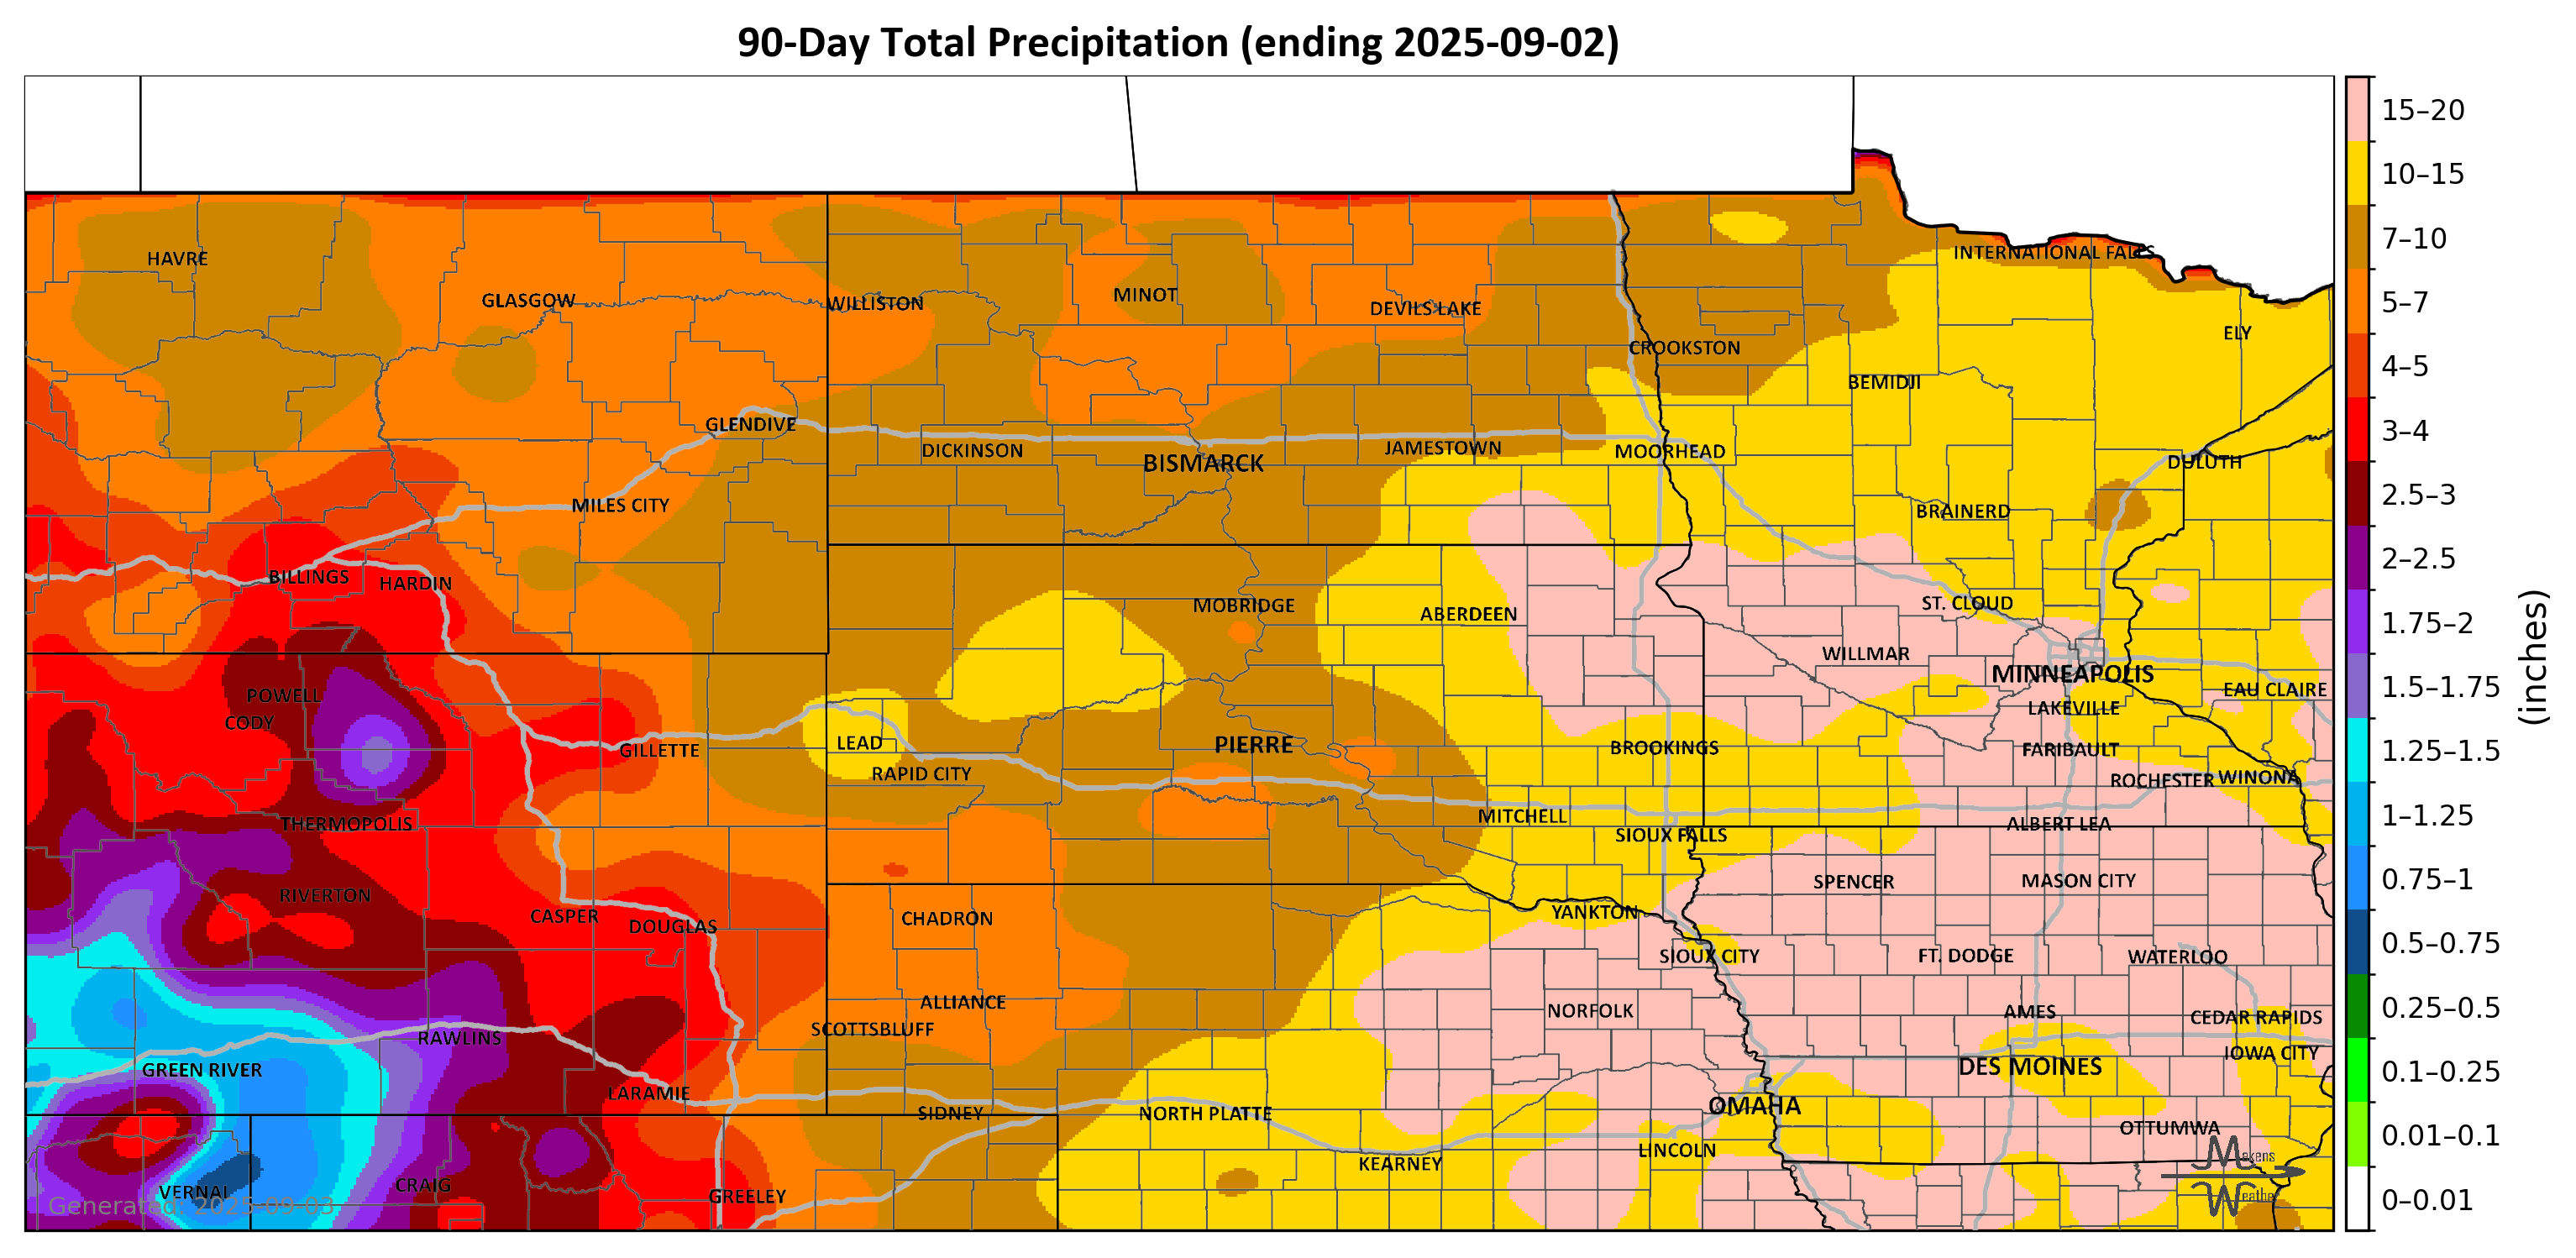 90-Day Total Precipitation (ending 2025-09-02)
15–20
10–15
INTERNATIONAL FALLS
7–10
HAVRE
GLASGOW
WILLISTON
MINOT
DEVILS LAKE
5–7
ELY
CROOKSTON
4–5
BEMIDJI
GLENDIVE
3–4
DICKINSON
BISMARCK
JAMESTOWN
MOORHEAD
DULUTH
2.5–3
MILES CITY
BRAINERD
2–2.5
BILLINGS
HARDIN
MOBRIDGE
ABERDEEN
ST. CLOUD
1.75–2
(inches)
WILLMAR
MINNEAPOLIS
POWELL
EAU CLAIRE
1.5–1.75
CODY
LAKEVILLE
GILLETTE
LEAD
PIERRE
BROOKINGS
FARIBAULT
1.25–1.5
RAPID CITY
ROCHESTER
WINONA
THERMOPOLIS
MITCHELL
SIOUX FALLS
ALBERT LEA
1–1.25
RIVERTON
SPENCER
MASON CITY
0.75–1
CASPER
DOUGLAS
CHADRON
YANKTON
0.5–0.75
SIOUX CITY
FT. DODGE
WATERLOO
ALLIANCE
NORFOLK
AMES
CEDAR RAPIDS
0.25–0.5
RAWLINS
SCOTTSBLUFF
IOWA CITY
GREEN RIVER
DES MOINES
0.1–0.25
LARAMIE
SIDNEY
NORTH PLATTE
OMAHA
OTTUMWA
0.01–0.1
KEARNEY
LINCOLN
Makens
Weather
VERNAL
CRAIG
GREELEY
0–0.01
Generated: 2025-09-03